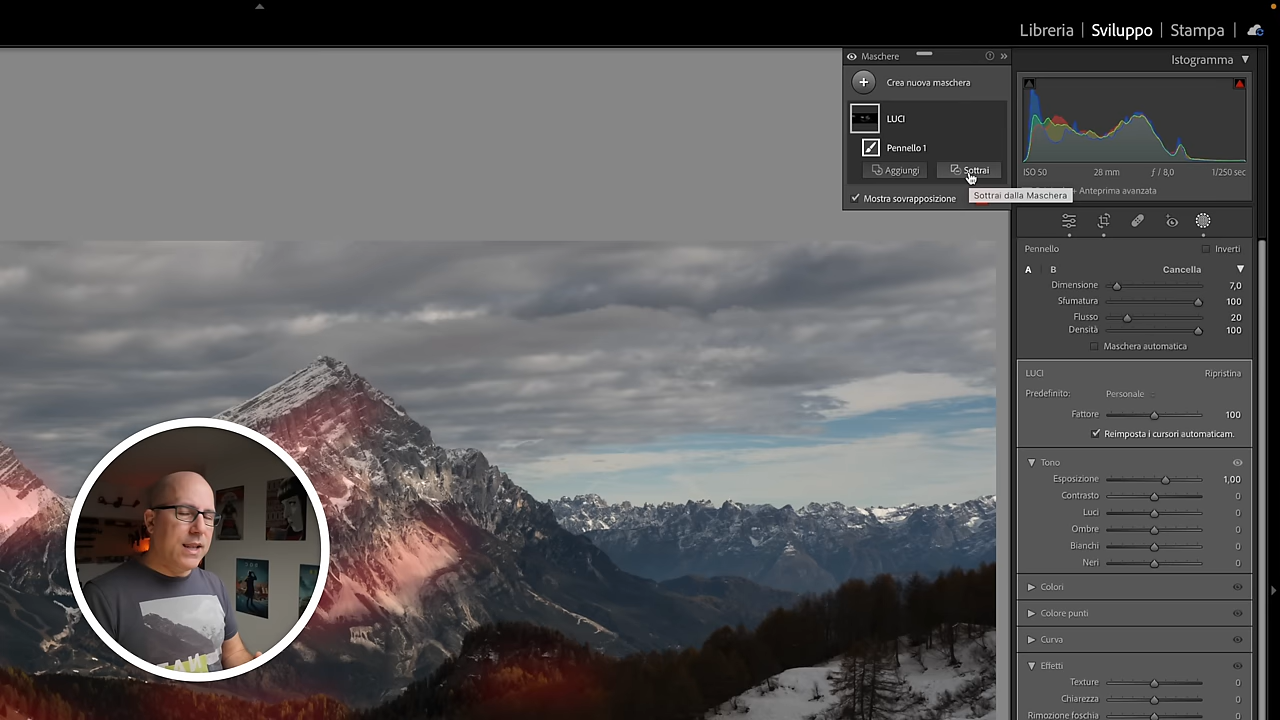 Libreria | Sviluppo | Stampa |
Maschere
Crea nuova maschera
LUCI
Pennello 1
Aggiungi
Sottrai
Sottrai dalla Maschera
Mostra sovrapposizione
Istogramma
ISO 50 28 mm ƒ / 8,0 1/250 sec
+ Anteprima avanzata
Pennello Inverti
A B Cancella
Dimensione 7,0
Sfumatura 100
Flusso 20
Densità 100
Maschera automatica
LUCI Ripristina
Predefinito: Personale
Fattore 100
Reimposta i cursori automaticam.
Tono
Esposizione 1,00
Contrasto 0
Luci 0
Ombre 0
Bianchi 0
Neri 0
Colori
Colore punti
Curva
Effetti
Texture 0
Chiarezza 0
Rimozione foschia 0